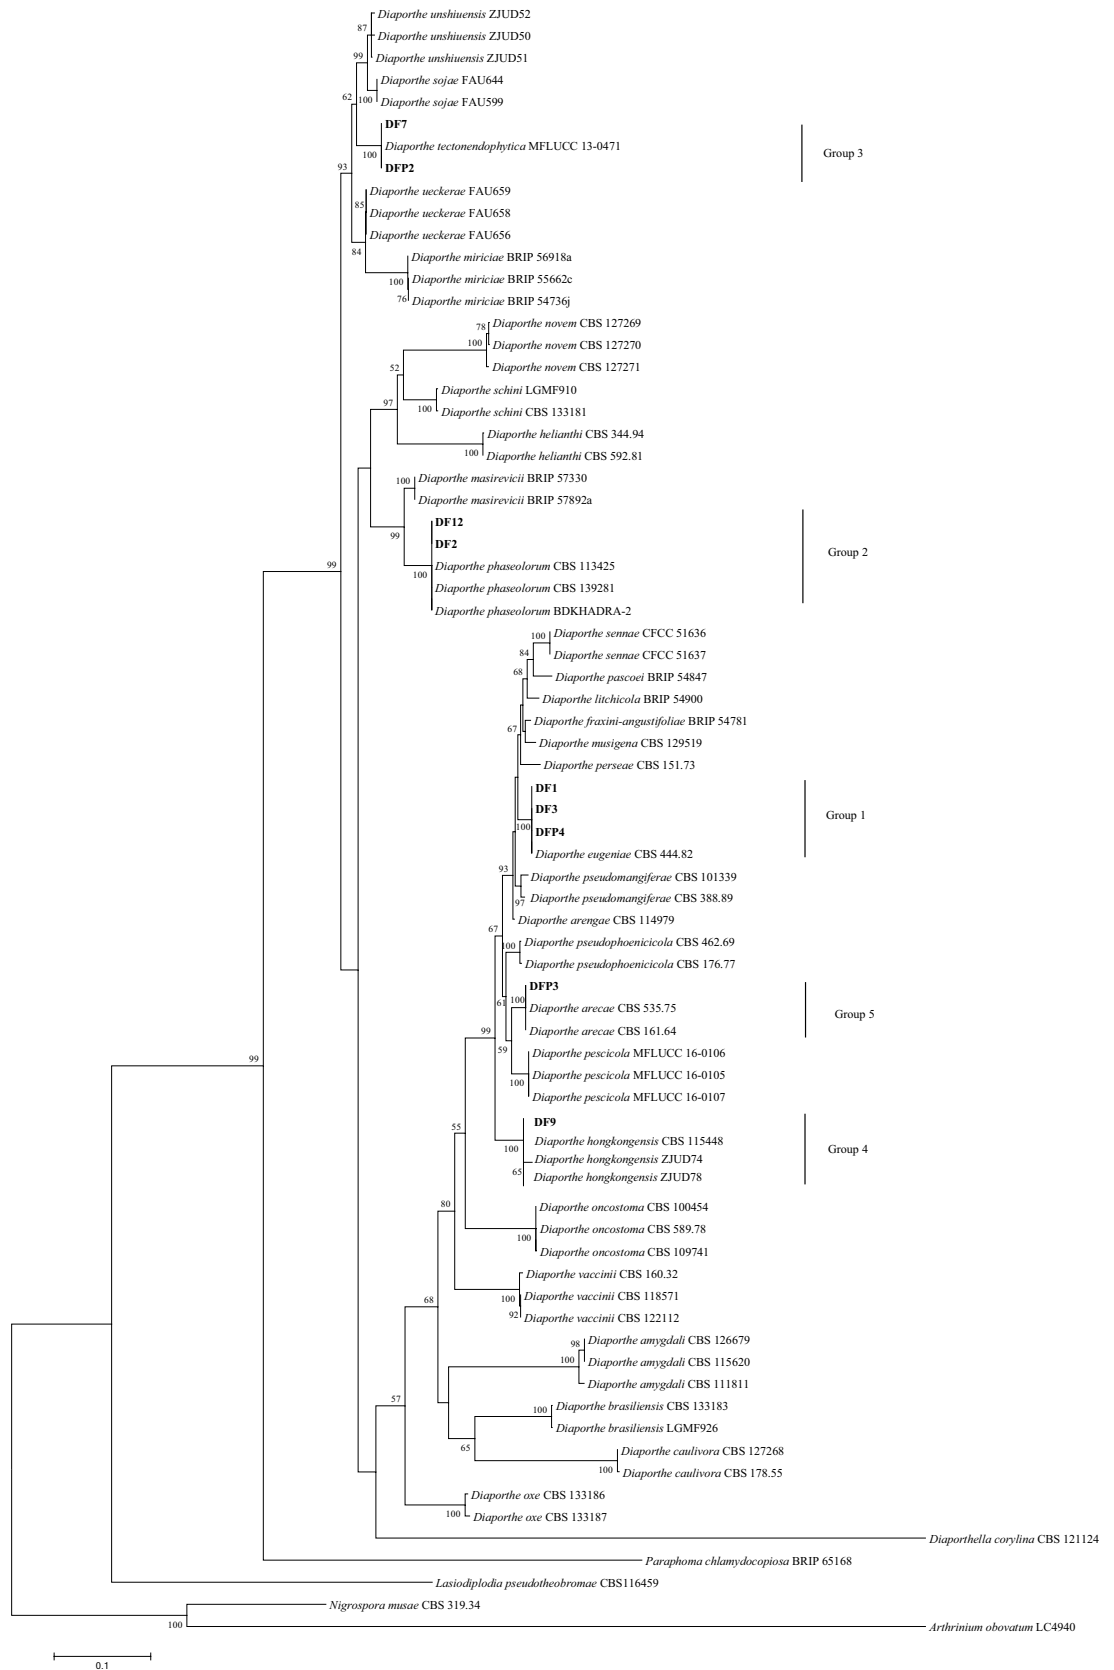 Diaporthe unshiuensis ZJUD52
87
Diaporthe unshiuensis ZJUD50
99
Diaporthe unshiuensis ZJUD51
Diaporthe sojae FAU644
62
100
Diaporthe sojae FAU599
DF7
Diaporthe tectonendophytica MFLUCC 13-0471
Group 3
100
DFP2
93
Diaporthe ueckerae FAU659
85
Diaporthe ueckerae FAU658
Diaporthe ueckerae FAU656
84
Diaporthe miriciae BRIP 56918a
100
Diaporthe miriciae BRIP 55662c
76
Diaporthe miriciae BRIP 54736j
Diaporthe novem CBS 127269
78
100
Diaporthe novem CBS 127270
Diaporthe novem CBS 127271
52
Diaporthe schini LGMF910
97
100
Diaporthe schini CBS 133181
Diaporthe helianthi CBS 344.94
100
Diaporthe helianthi CBS 592.81
Diaporthe masirevicii BRIP 57330
100
Diaporthe masirevicii BRIP 57892a
DF12
99
DF2
Group 2
Diaporthe phaseolorum CBS 113425
99
100
Diaporthe phaseolorum CBS 139281
Diaporthe phaseolorum BDKHADRA-2
Diaporthe sennae CFCC 51636
100
Diaporthe sennae CFCC 51637
84
68
Diaporthe pascoei BRIP 54847
Diaporthe litchicola BRIP 54900
Diaporthe fraxini-angustifoliae BRIP 54781
67
Diaporthe musigena CBS 129519
Diaporthe perseae CBS 151.73
DF1
DF3
Group 1
100
DFP4
Diaporthe eugeniae CBS 444.82
93
Diaporthe pseudomangiferae CBS 101339
Diaporthe pseudomangiferae CBS 388.89
97
Diaporthe arengae CBS 114979
67
Diaporthe pseudophoenicicola CBS 462.69
100
Diaporthe pseudophoenicicola CBS 176.77
DFP3
100
61
Diaporthe arecae CBS 535.75
Group 5
99
Diaporthe arecae CBS 161.64
59
Diaporthe pescicola MFLUCC 16-0106
99
Diaporthe pescicola MFLUCC 16-0105
100
Diaporthe pescicola MFLUCC 16-0107
DF9
55
Diaporthe hongkongensis CBS 115448
100
Group 4
Diaporthe hongkongensis ZJUD74
65
Diaporthe hongkongensis ZJUD78
80
Diaporthe oncostoma CBS 100454
Diaporthe oncostoma CBS 589.78
100
Diaporthe oncostoma CBS 109741
Diaporthe vaccinii CBS 160.32
68
100
Diaporthe vaccinii CBS 118571
92
Diaporthe vaccinii CBS 122112
Diaporthe amygdali CBS 126679
98
100
Diaporthe amygdali CBS 115620
Diaporthe amygdali CBS 111811
57
Diaporthe brasiliensis CBS 133183
100
Diaporthe brasiliensis LGMF926
65
Diaporthe caulivora CBS 127268
100
Diaporthe caulivora CBS 178.55
Diaporthe oxe CBS 133186
100
Diaporthe oxe CBS 133187
Diaporthella corylina CBS 121124
Paraphoma chlamydocopiosa BRIP 65168
Lasiodiplodia pseudotheobromae CBS116459
Nigrospora musae CBS 319.34
100
Arthrinium obovatum LC4940
0.1